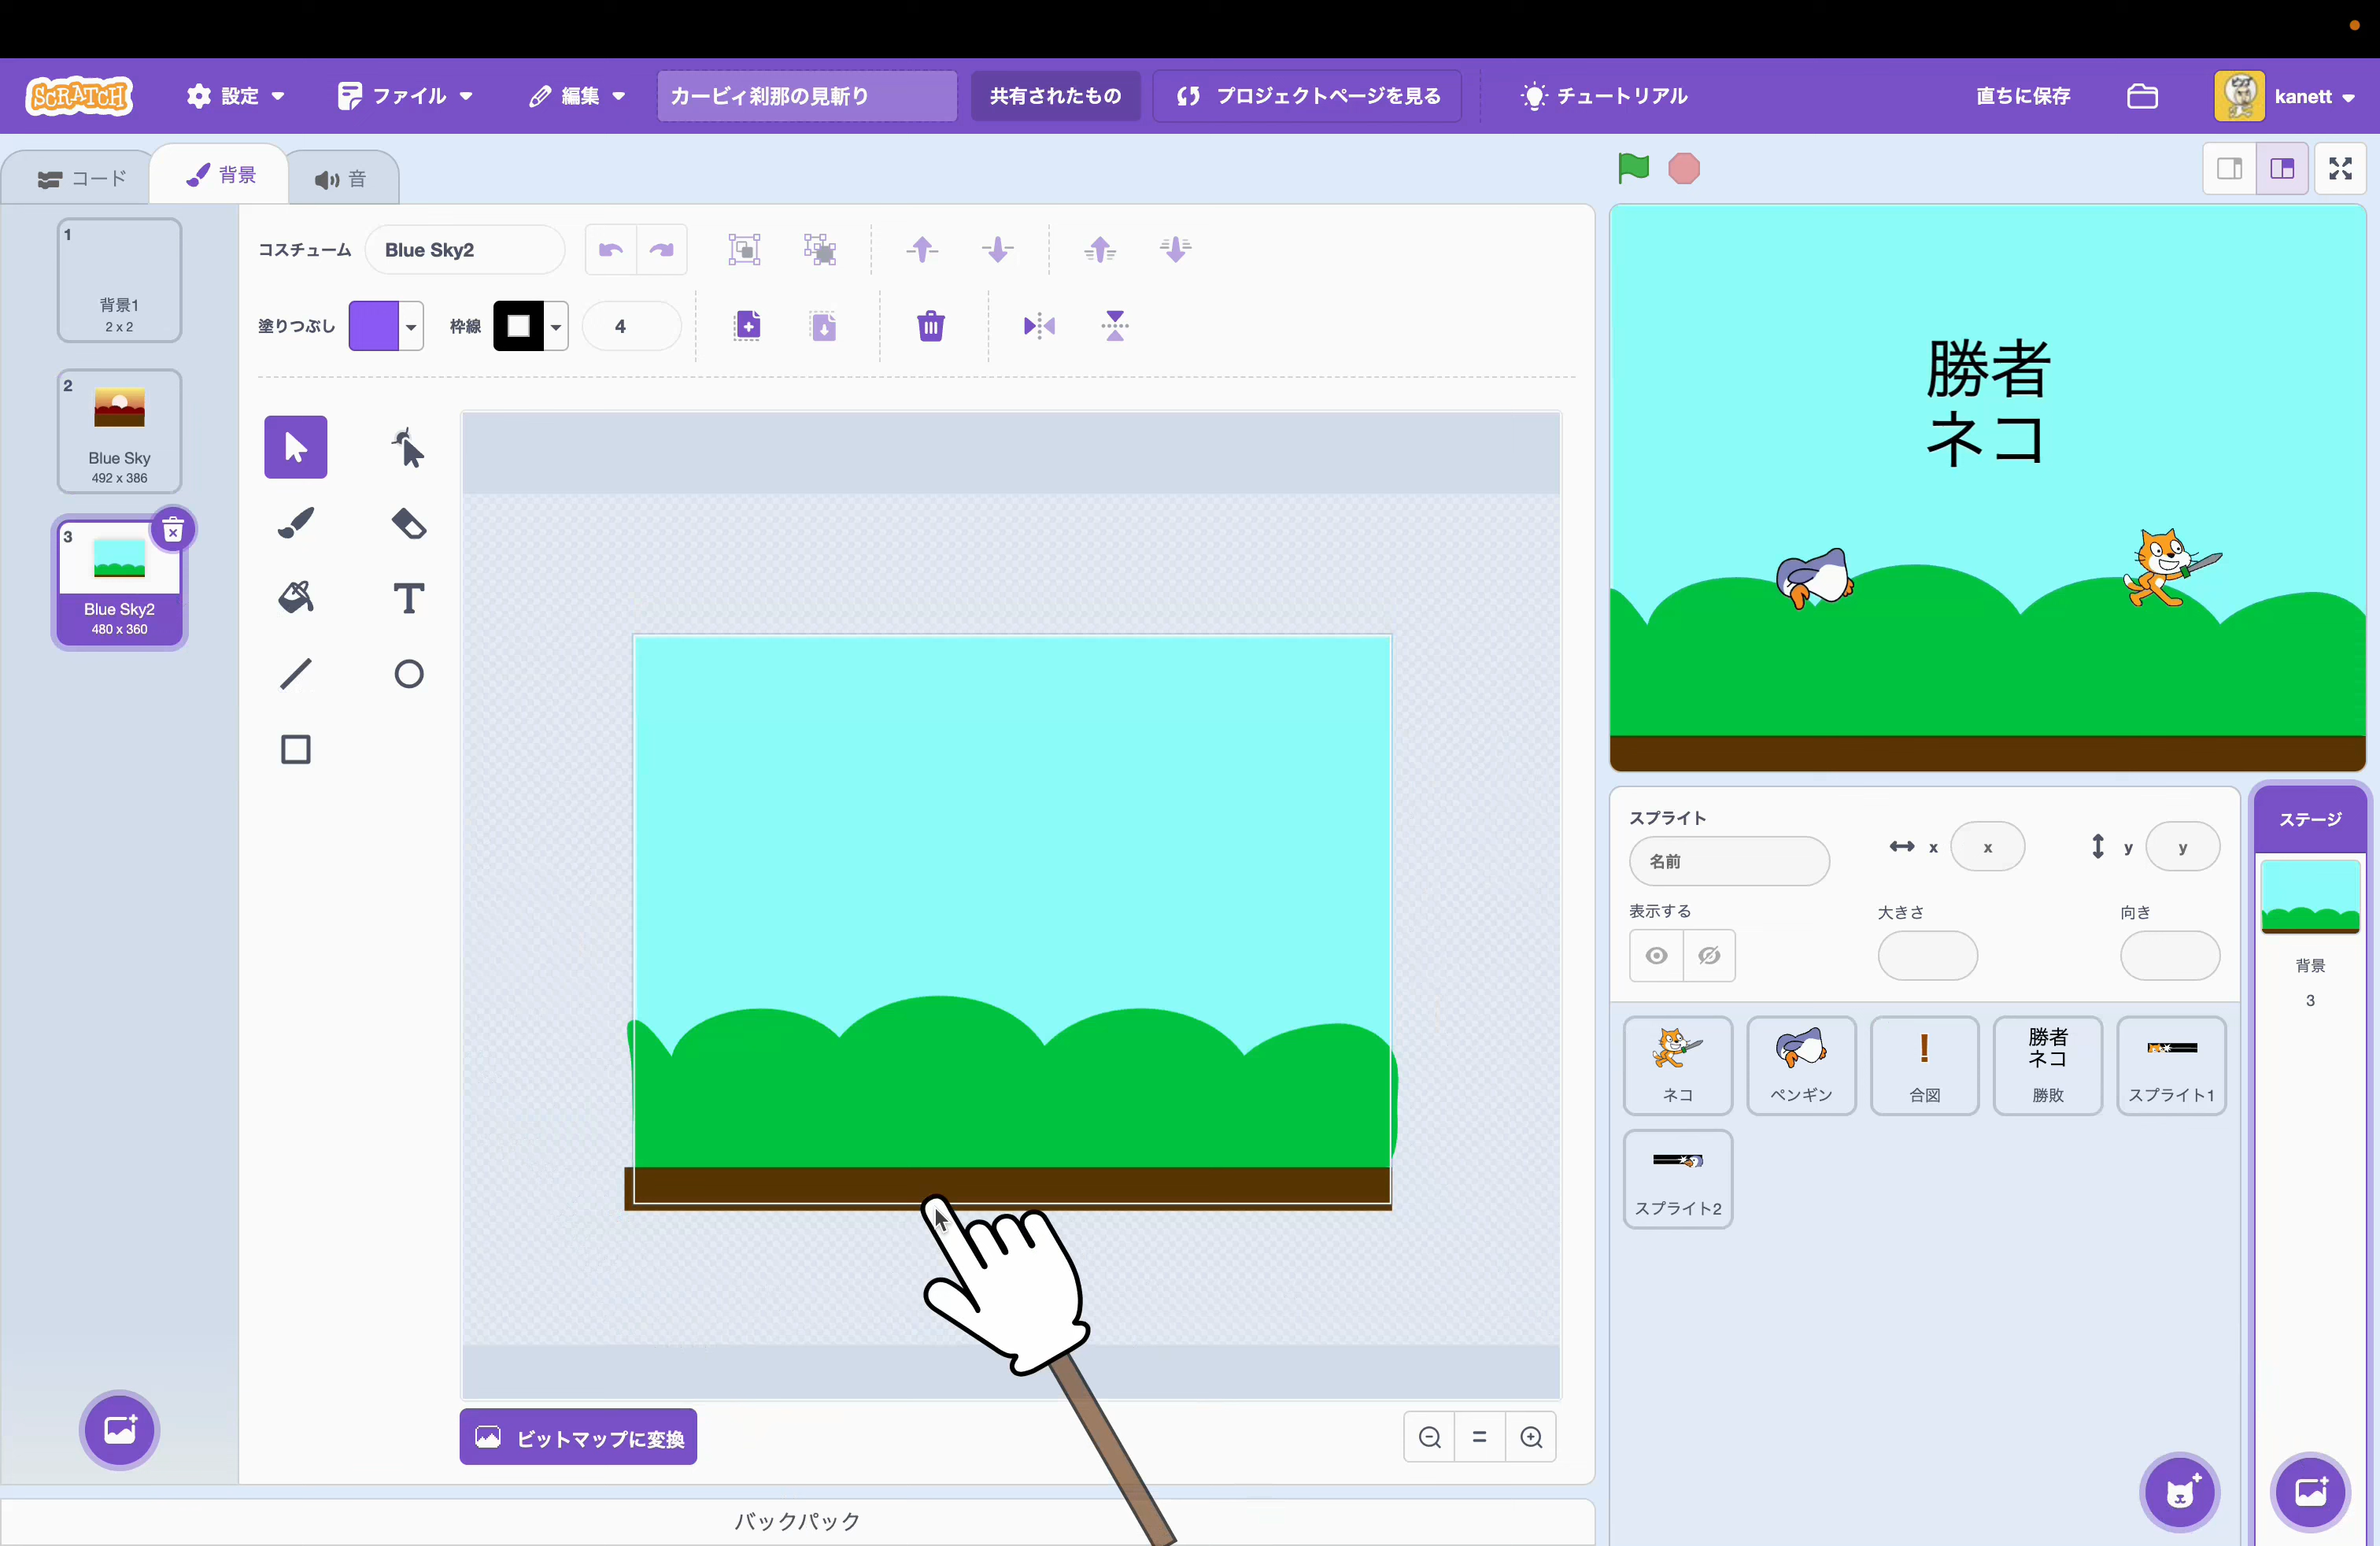 SCRATCH
設定
ファイル
編集
カービィ刹那の見斬り
共有されたもの
プロジェクトページを見る
チュートリアル
直ちに保存
kanett
コード
背景
音
1
背景1
2 x 2
2
Blue Sky
492 x 386
3
Blue Sky2
480 x 360
コスチューム
Blue Sky2
塗りつぶし
枠線
4
ビットマップに変換
バックパック
勝者
ネコ
スプライト
名前
x
x
y
y
表示する
大きさ
向き
ネコ
ペンギン
!
合図
勝者
ネコ
勝敗
スプライト1
スプライト2
ステージ
背景
3